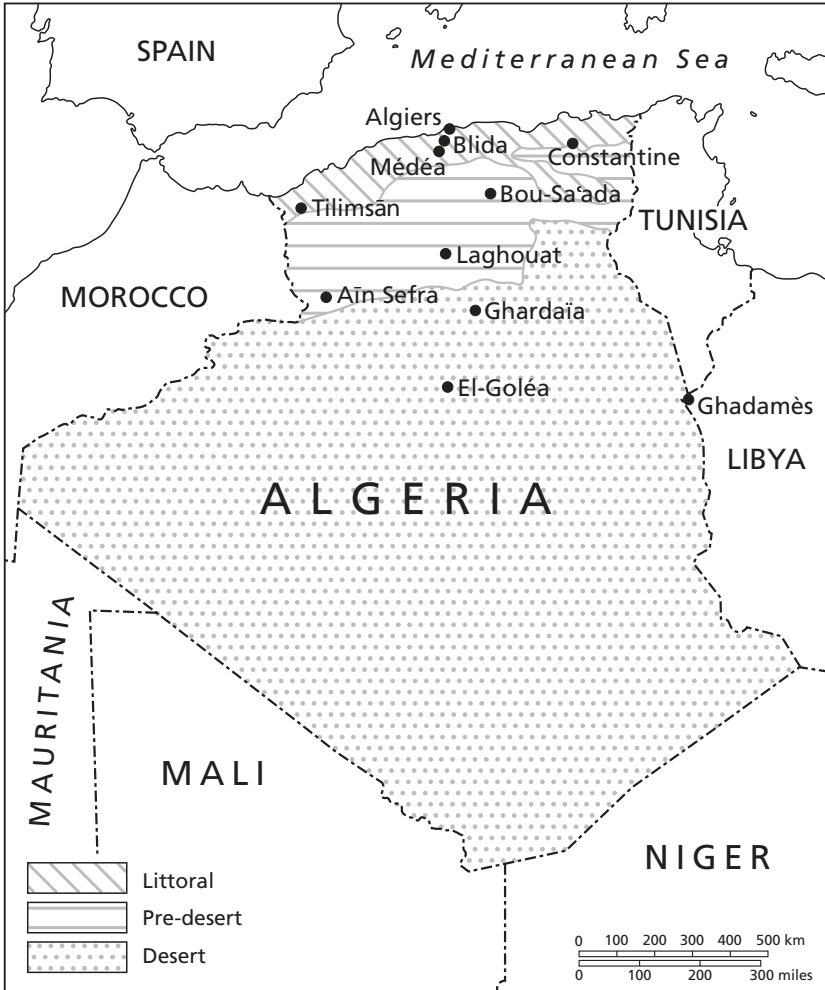 SPAIN
Mediterranean Sea
Algiers
Blida
Médéa
Constantine
Tilimsān
Bou-Saʿada
TUNISIA
Laghouat
MOROCCO
Aīn Sefra
Ghardaïa
El-Goléa
Ghadamès
LIBYA
ALGERIA
MAURITANIA
MALI
NIGER
Littoral
Pre-desert
Desert
0 100 200 300 400 500 km
0 100 200 300 miles